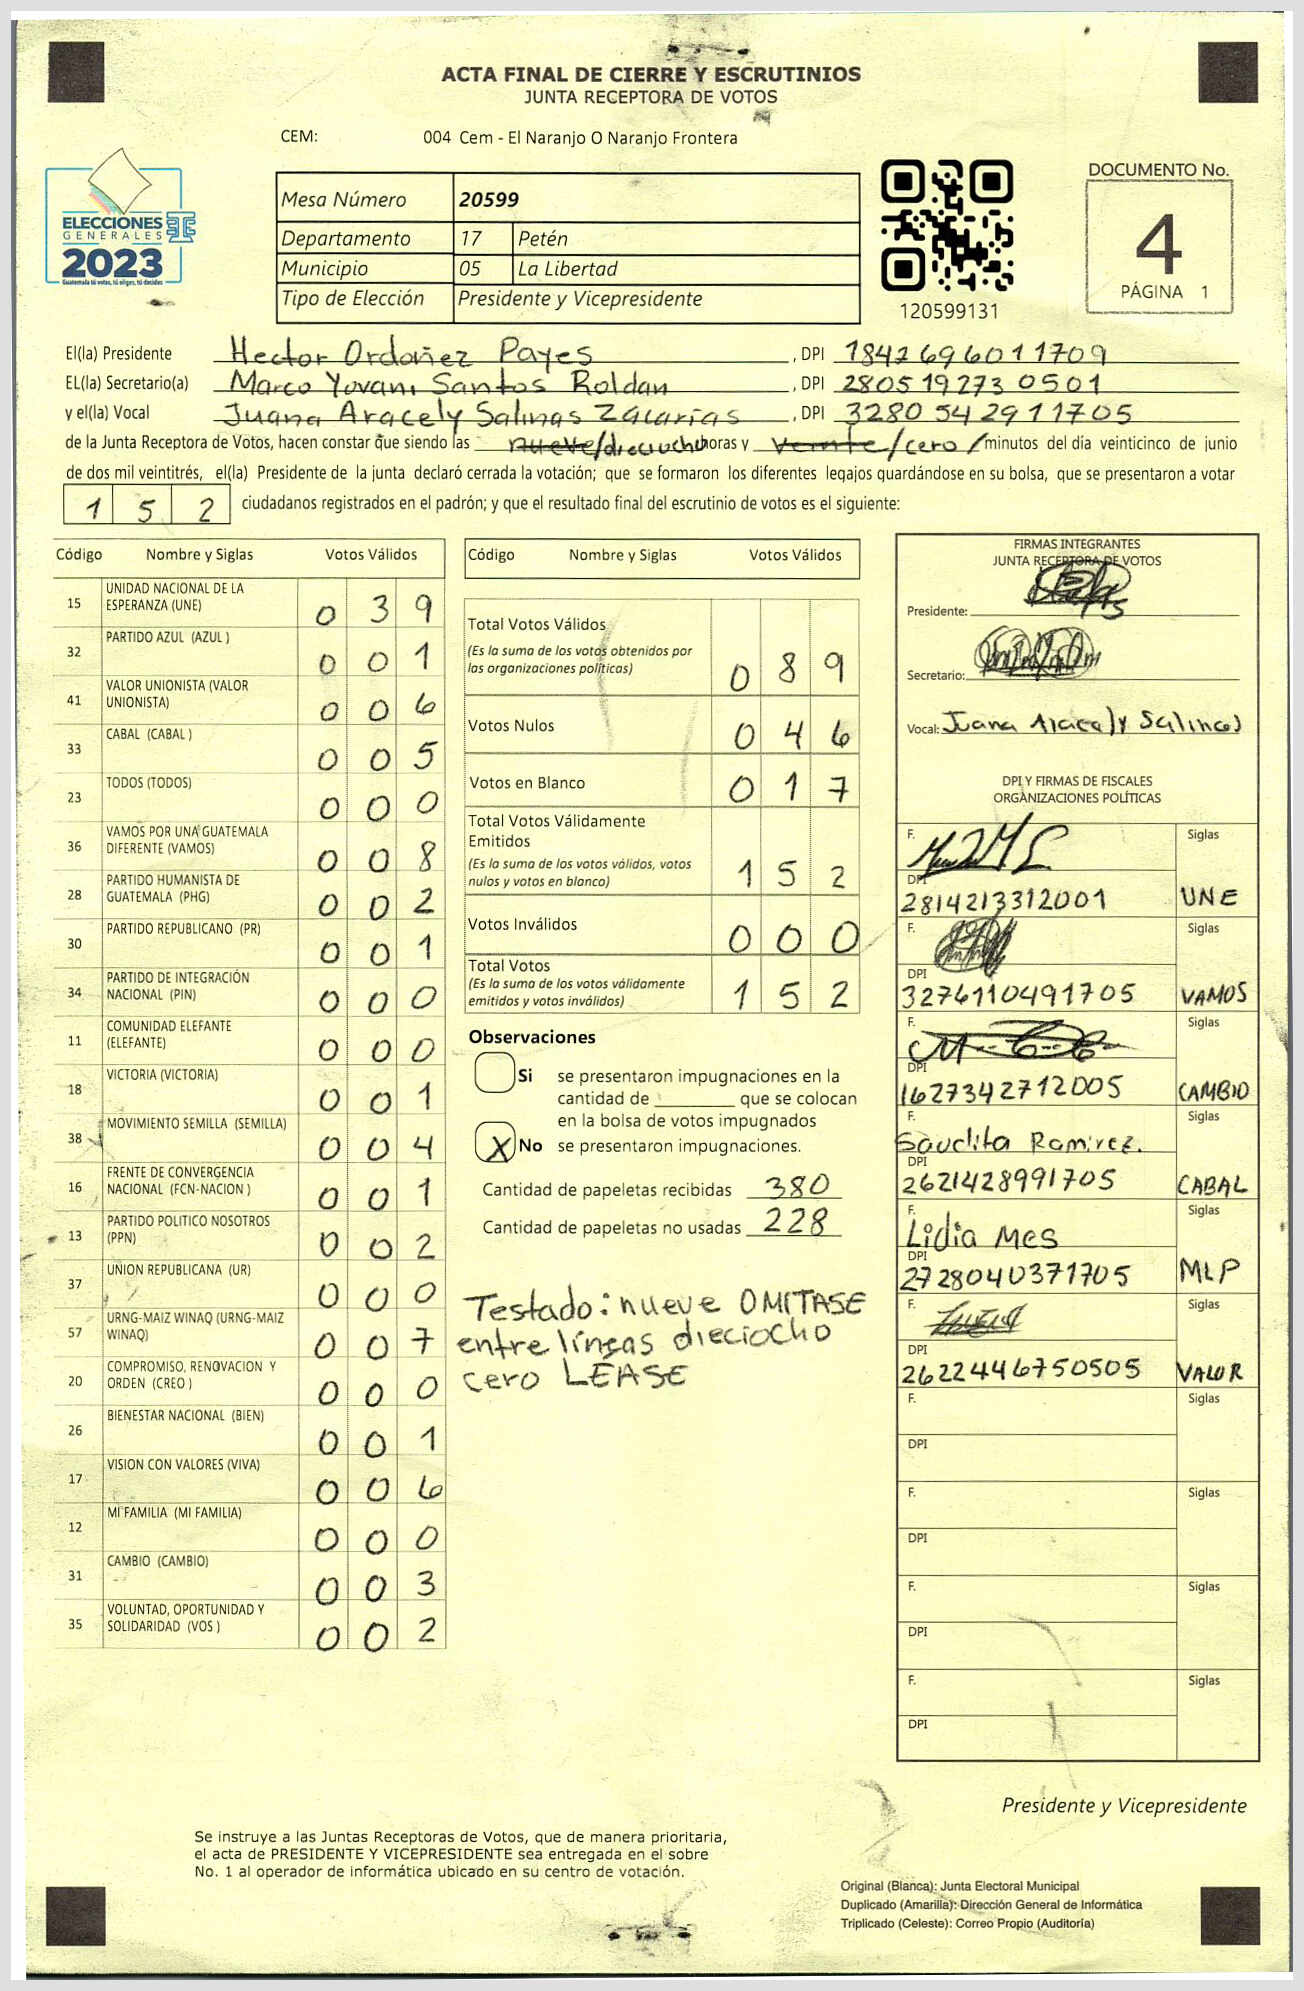 ACTA FINAL DE CIERRE Y ESCRUTINIOS
JUNTA RECEPTORA DE VOTOS
CEM: 004 Cem - El Naranjo O Naranjo Frontera
ELECCIONES
GENERALES
2023
Guatemala tú votas, tú eliges, tú decides
Mesa Número 20599
Departamento 17 Petén
Municipio 05 La Libertad
Tipo de Elección Presidente y Vicepresidente
120599131
DOCUMENTO No.
4
PÁGINA 1
El(la) Presidente Hector Ordoñez Payes, DPI 1842696011709
EL(la) Secretario(a) Marco Yovani Santos Roldan, DPI 2805192730501
y el(la) Vocal Juana Aracely Salinas Zacarias, DPI 3280542911705
de la Junta Receptora de Votos, hacen constar que siendo las nueve/dieciocho horas y veinte/cero/minutos del día veinticinco de junio
de dos mil veintitrés, el(la) Presidente de la junta declaró cerrada la votación; que se formaron los diferentes legajos guardándose en su bolsa, que se presentaron a votar
152 ciudadanos registrados en el padrón; y que el resultado final del escrutinio de votos es el siguiente:
Código Nombre y Siglas Votos Válidos
15 UNIDAD NACIONAL DE LA
ESPERANZA (UNE) 0 3 9
32 PARTIDO AZUL (AZUL ) 0 0 1
41 VALOR UNIONISTA (VALOR
UNIONISTA) 0 0 6
33 CABAL (CABAL ) 0 0 5
23 TODOS (TODOS) 0 0 0
36 VAMOS POR UNA GUATEMALA
DIFERENTE (VAMOS) 0 0 8
28 PARTIDO HUMANISTA DE
GUATEMALA (PHG) 0 0 2
30 PARTIDO REPUBLICANO (PR) 0 0 1
34 PARTIDO DE INTEGRACIÓN
NACIONAL (PIN) 0 0 0
11 COMUNIDAD ELEFANTE
(ELEFANTE) 0 0 0
18 VICTORIA (VICTORIA) 0 0 1
38 MOVIMIENTO SEMILLA (SEMILLA) 0 0 4
16 FRENTE DE CONVERGENCIA
NACIONAL (FCN-NACION ) 0 0 1
13 PARTIDO POLITICO NOSOTROS
(PPN) 0 0 2
37 UNION REPUBLICANA (UR) 0 0 0
57 URNG-MAIZ WINAQ (URNG-MAIZ
WINAQ) 0 0 7
20 COMPROMISO, RENOVACION Y
ORDEN (CREO ) 0 0 0
26 BIENESTAR NACIONAL (BIEN) 0 0 1
17 VISION CON VALORES (VIVA) 0 0 6
12 MI FAMILIA (MI FAMILIA) 0 0 0
31 CAMBIO (CAMBIO) 0 0 3
35 VOLUNTAD, OPORTUNIDAD Y
SOLIDARIDAD (VOS ) 0 0 2
Código Nombre y Siglas Votos Válidos
Total Votos Válidos
(Es la suma de los votos obtenidos por
las organizaciones políticas) 0 8 9
Votos Nulos 0 4 6
Votos en Blanco 0 1 7
Total Votos Válidamente
Emitidos
(Es la suma de los votos válidos, votos
nulos y votos en blanco) 1 5 2
Votos Inválidos 0 0 0
Total Votos
(Es la suma de los votos válidamente
emitidos y votos inválidos) 1 5 2
Observaciones
Si se presentaron impugnaciones en la
cantidad de ________ que se colocan
en la bolsa de votos impugnados
X No se presentaron impugnaciones.
Cantidad de papeletas recibidas 380
Cantidad de papeletas no usadas 228
Testado: nueve OMITASE
entre líneas dieciocho
cero LEASE
FIRMAS INTEGRANTES
JUNTA RECEPTORA DE VOTOS
Presidente:
Secretario:
Vocal: Juana Aracely Salinas
DPI Y FIRMAS DE FISCALES
ORGANIZACIONES POLÍTICAS
F. Siglas
DPI
2814213312001 UNE
F. Siglas
DPI
3276110491705 VAMOS
F. Siglas
DPI
1627342712005 CAMBIO
F. Siglas
Saudita Ramirez.
DPI
2621428991705 CABAL
F. Siglas
Lidia Mes
DPI
2728040371705 MLP
F. Siglas
DPI
2622446750505 VALOR
F. Siglas
DPI
F. Siglas
DPI
F. Siglas
DPI
F. Siglas
DPI
Presidente y Vicepresidente
Se instruye a las Juntas Receptoras de Votos, que de manera prioritaria,
el acta de PRESIDENTE Y VICEPRESIDENTE sea entregada en el sobre
No. 1 al operador de informática ubicado en su centro de votación.
Original (Blanca): Junta Electoral Municipal
Duplicado (Amarilla): Dirección General de Informática
Triplicado (Celeste): Correo Propio (Auditoría)